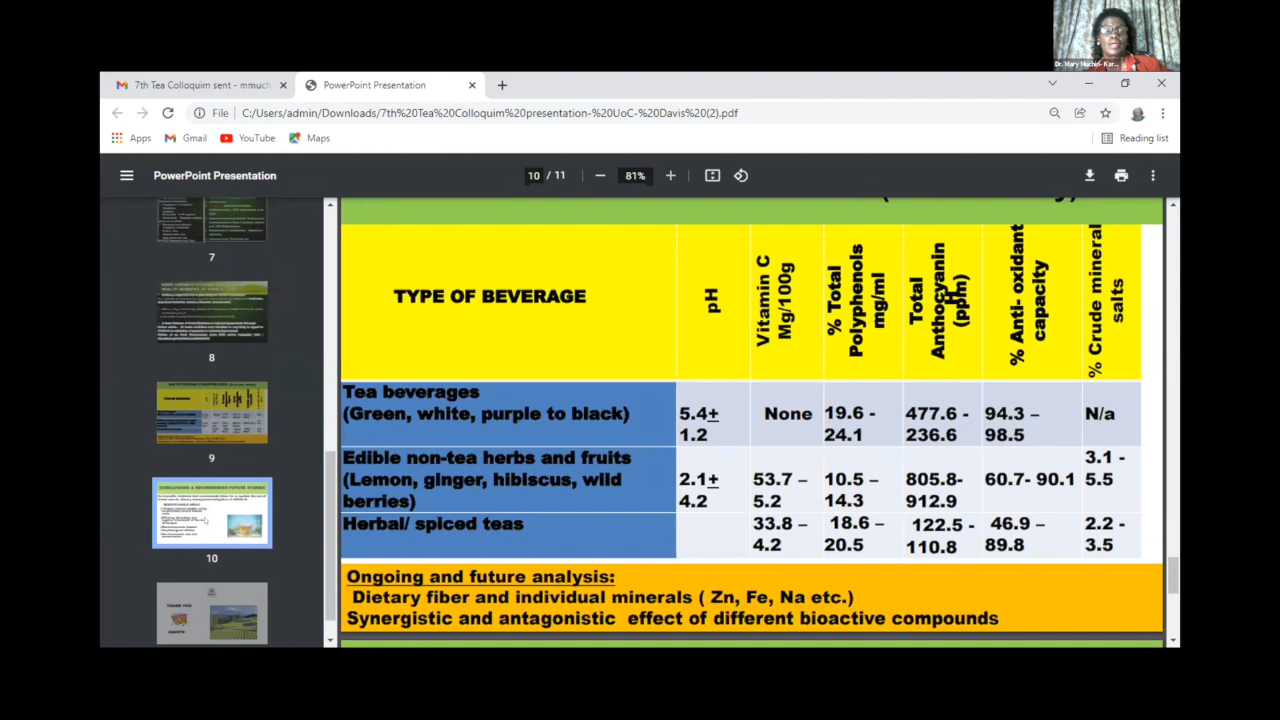 Dr. Mary Muchiri- Kar...
7th Tea Colloquim sent - mmuch
PowerPoint Presentation
File
C:/Users/admin/Downloads/7th%20Tea%20Colloquim%20presentation-%20UoC-%20Davis%20(2).pdf
Apps
Gmail
YouTube
Maps
Reading list
PowerPoint Presentation
10 / 11
81%
7
8
9
10
THANK YOU
TYPE OF BEVERAGE
pH
Vitamin C
Mg/100g
% Total
Polyphenols
mg/ml
Total
Anthocyanin
(ppm)
% Anti-oxidant
capacity
% Crude mineral
salts
Tea beverages
(Green, white, purple to black)
5.4+
1.2
None
19.6 -
24.1
477.6 -
236.6
94.3 –
98.5
N/a
Edible non-tea herbs and fruits
(Lemon, ginger, hibiscus, wild
berries)
2.1+
4.2
53.7 –
5.2
10.5 –
14.3
805.8-
912.9
60.7- 90.1
3.1 -
5.5
Herbal/ spiced teas
33.8 –
4.2
18.6 –
20.5
122.5 -
110.8
46.9 –
89.8
2.2 -
3.5
Ongoing and future analysis:
Dietary fiber and individual minerals ( Zn, Fe, Na etc.)
Synergistic and antagonistic effect of different bioactive compounds